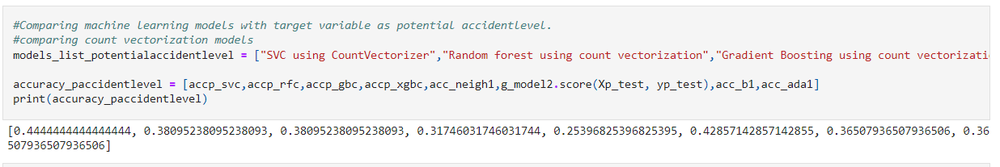 #Comparing machine learning models with target variable as potential accidentlevel.
#comparing count vectorization models
models_list_potentialaccidentlevel = ["SVC using CountVectorizer","Random forest using count vectorization","Gradient Boosting using count vectorizati
accuracy_paccidentlevel = [accp_svc,accp_rfc,accp_gbc,accp_xgbc,acc_neigh1,g_model2.score(Xp_test, yp_test),acc_b1,acc_ada1]
print(accuracy_paccidentlevel)
[0.4444444444444444, 0.38095238095238093, 0.38095238095238093, 0.31746031746031744, 0.25396825396825395, 0.42857142857142855, 0.36507936507936506, 0.36
507936507936506]